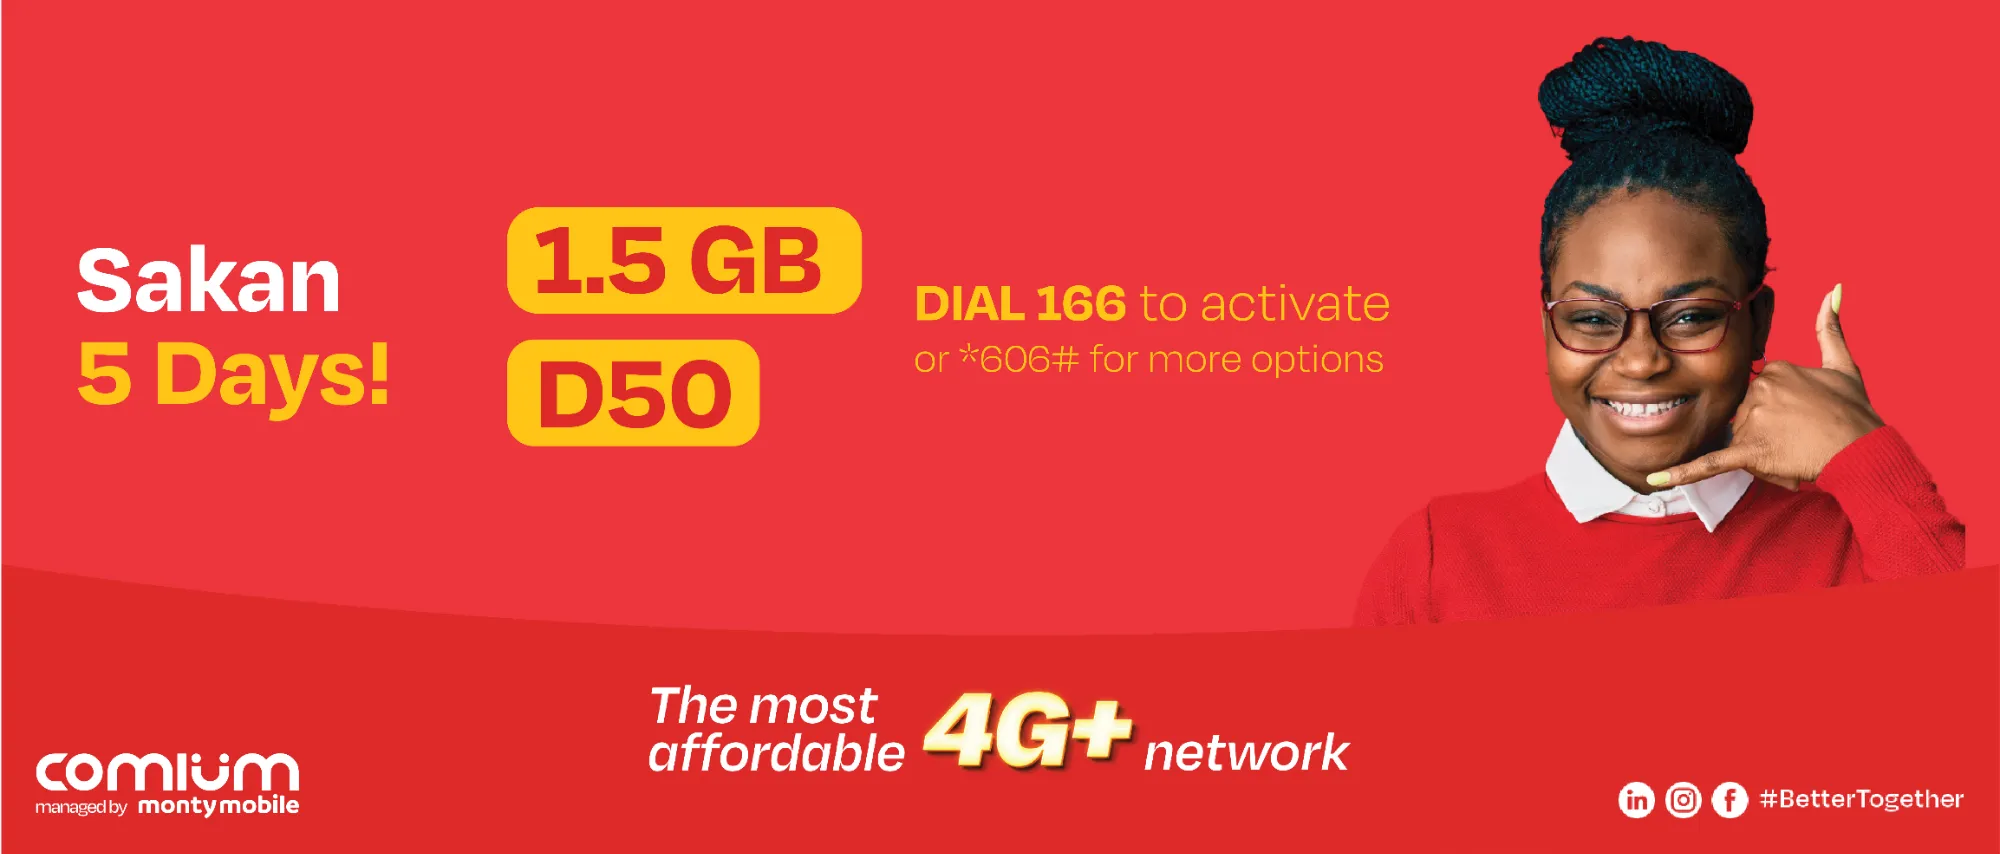 Sakan
5 Days!
1.5 GB
D50
DIAL 166 to activate
or *606# for more options
The most
affordable 4G+ network
comium
managed by montymobile
in f #BetterTogether